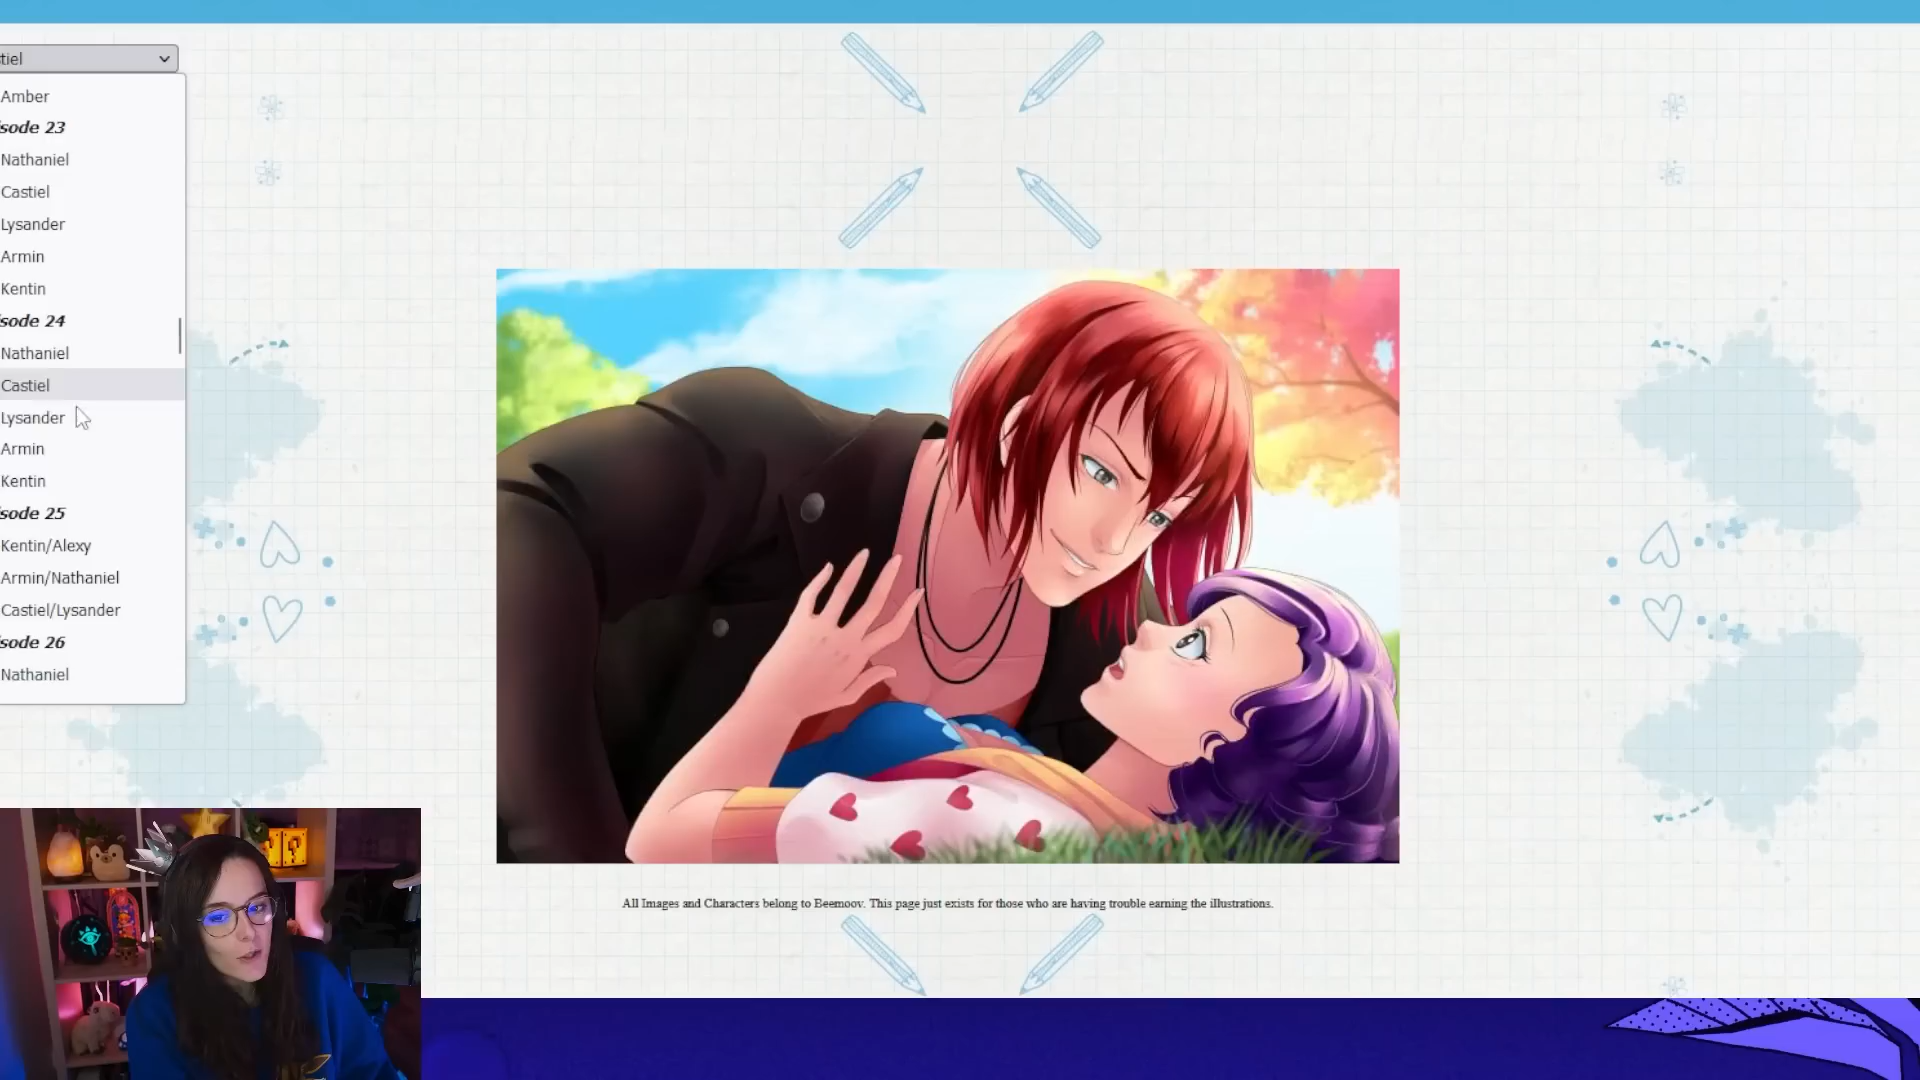 tiel
Amber
sode 23
Nathaniel
Castiel
Lysander
Armin
Kentin
sode 24
Nathaniel
Castiel
Lysander
Armin
Kentin
sode 25
Kentin/Alexy
Armin/Nathaniel
Castiel/Lysander
sode 26
Nathaniel
All Images and Characters belong to Beemoov. This page just exists for those who are having trouble earning the illustrations.